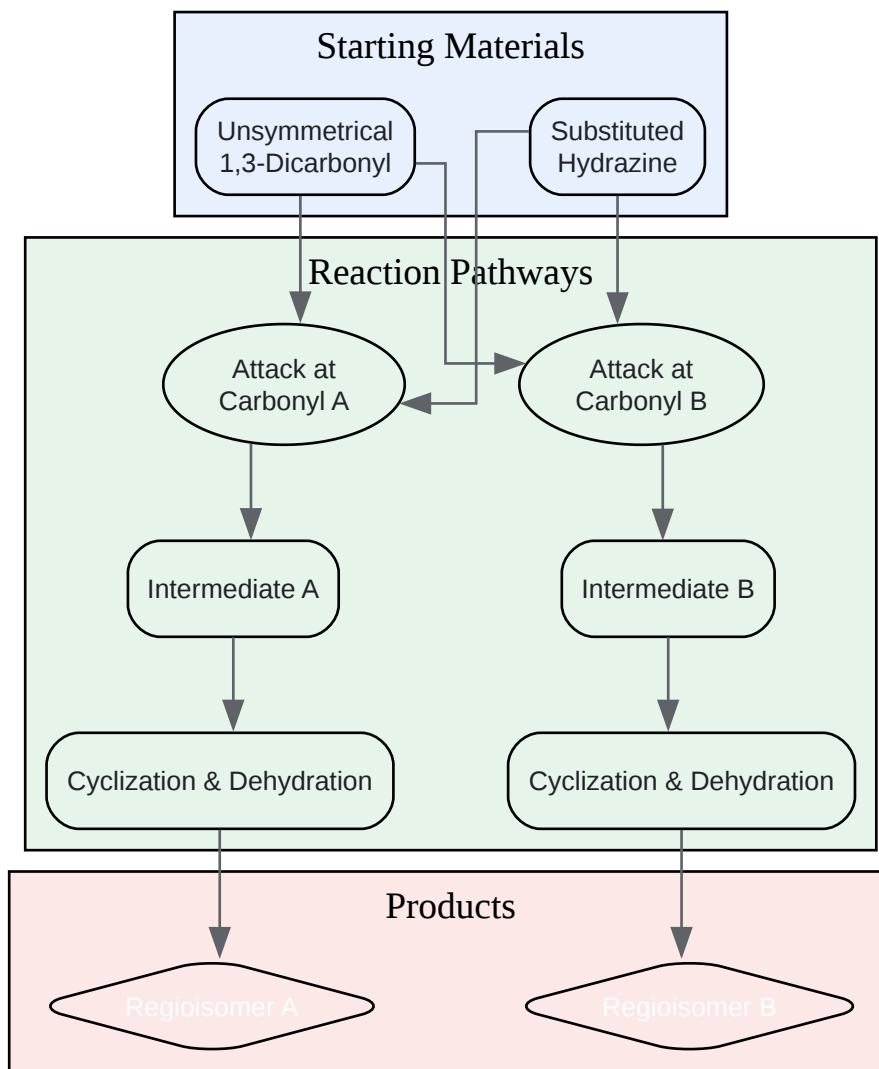 Starting Materials
Unsymmetrical
1,3-Dicarbonyl
Substituted
Hydrazine
Reaction Pathways
Attack at
Carbonyl A
Attack at
Carbonyl B
Intermediate A
Intermediate B
Cyclization & Dehydration
Cyclization & Dehydration
Products
Regioisomer A
Regioisomer B